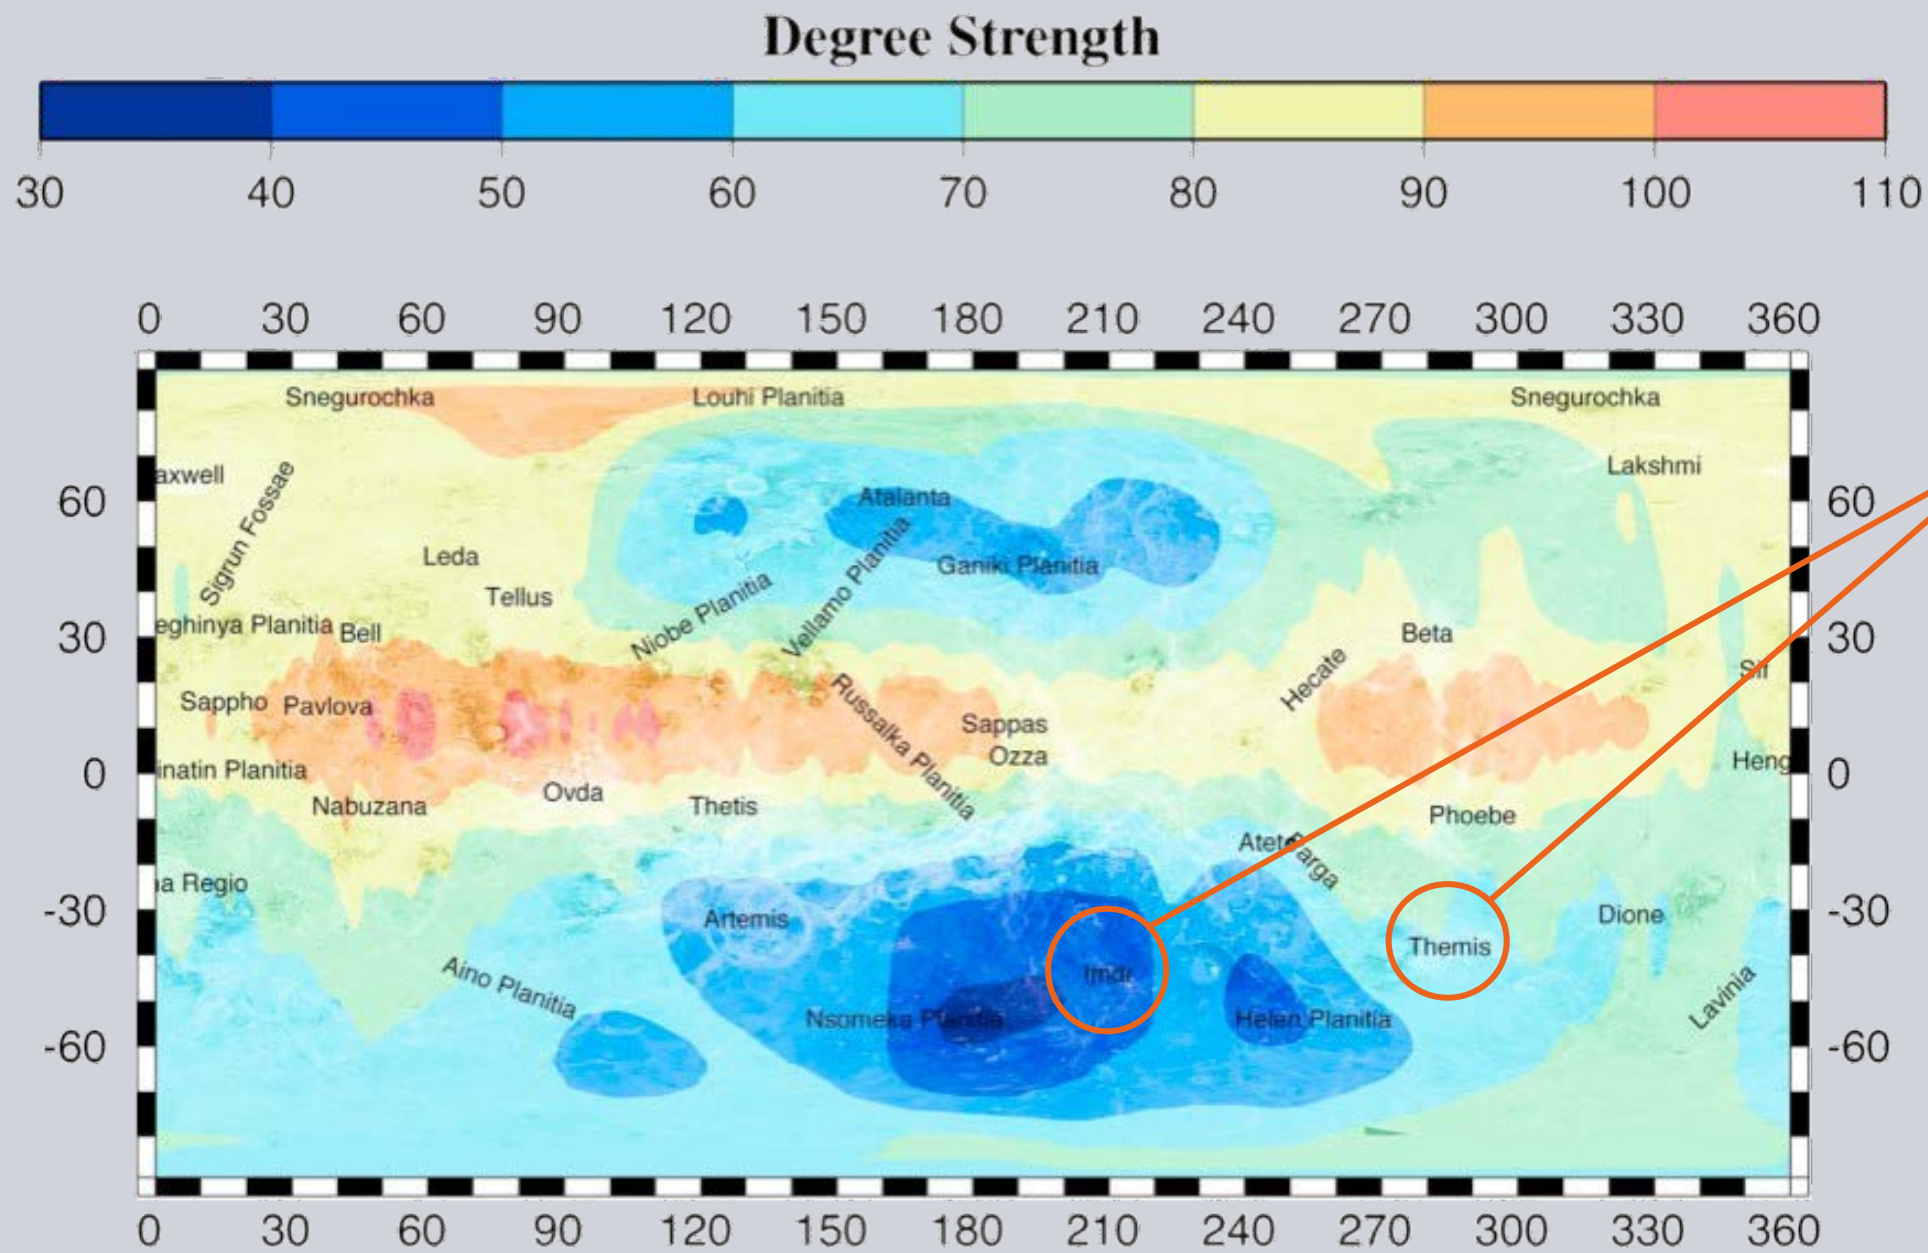 Degree Strength
30 40 50 60 70 80 90 100 110
0 30 60 90 120 150 180 210 240 270 300 330 360
Snegurochka Louhi Planitia Snegurochka
axwell Lakshmi
Sigrun Fossae
60 Atalanta 60
Leda
Vellamo Planitia
Ganiki Planitia
Tellus
Niobe Planitia
eghinya Planitia Bell
30 Beta 30
Hecate
Sif
Sappho Pavlova
Russalka Planitia
Sappas
Ozza
inatin Planitia
0 Heng 0
Nabuzana Ovda Thetis Phoebe
Atete
Parga
a Regio
-30 Artemis Dione -30
Themis
Aino Planitia
Imdr
Lavinia
Nsomeka Planitia Helen Planitia
-60 -60
0 30 60 90 120 150 180 210 240 270 300 330 360